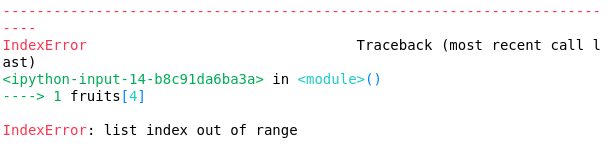 ---------------------------------------------------------------------------
IndexError                                Traceback (most recent call l
ast)
<ipython-input-14-b8c91da6ba3a> in <module>()
----> 1 fruits[4]
IndexError: list index out of range